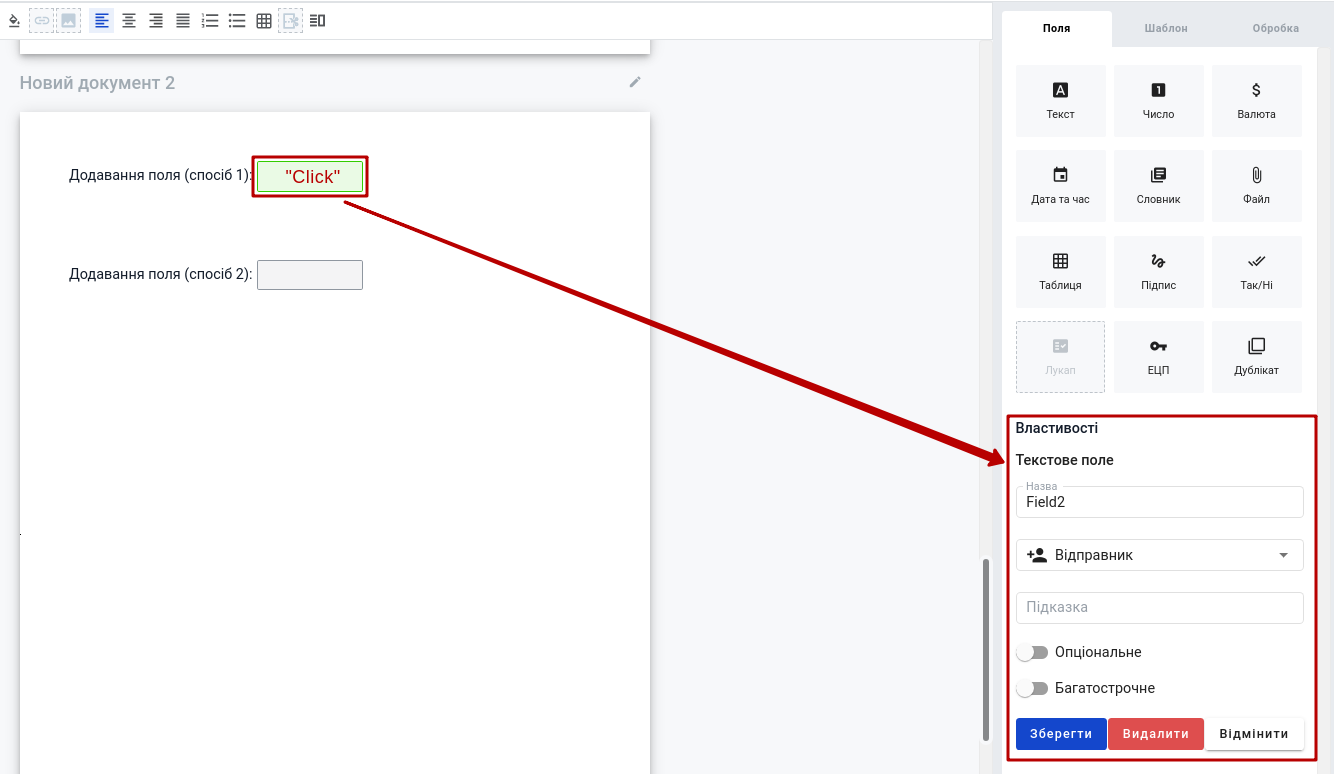 Поля
Шаблон
Обробка
Новий документ 2
Текст
Число
Валюта
Дата та час
Словник
Файл
Таблиця
Підпис
Так/Ні
Лукап
ЕЦП
Дублікат
Додавання поля (спосіб 1):
"Click"
Додавання поля (спосіб 2):
Властивості
Текстове поле
Назва
Field2
Відправник
Підказка
Опціональне
Багатострочне
Зберегти
Видалити
Відмінити